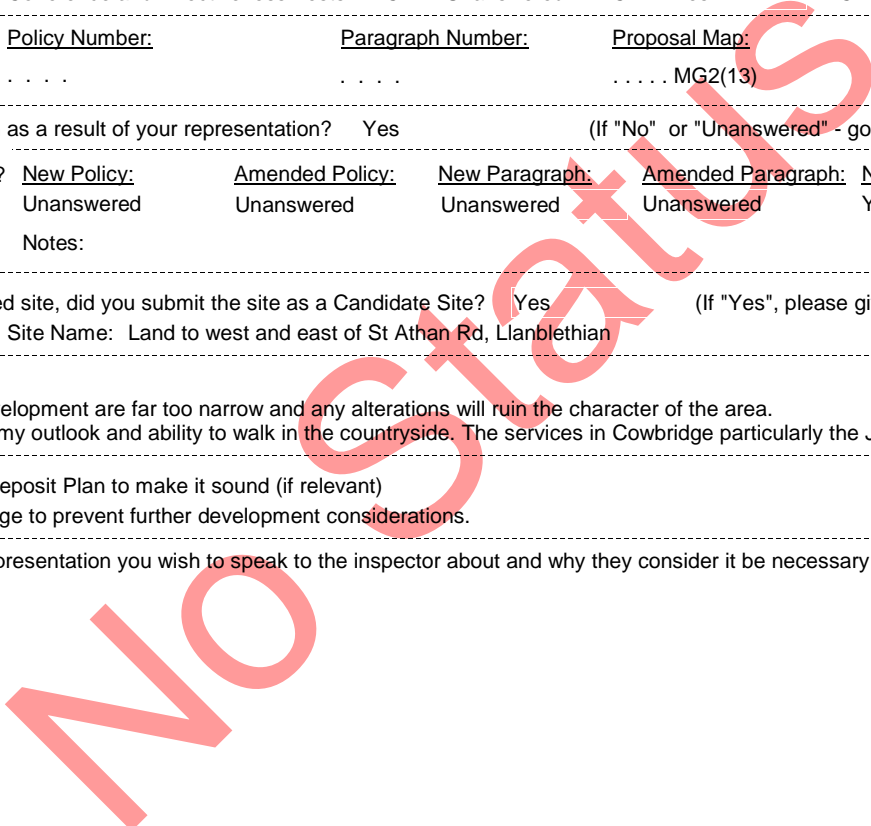 Policy Number: Paragraph Number: Proposal Map:
. . . . . . . . . . . . . MG2(13)
as a result of your representation? Yes (If "No" or "Unanswered" - go
? New Policy: Amended Policy: New Paragraph: Amended Paragraph:
Unanswered Unanswered Unanswered Unanswered
Notes:
ed site, did you submit the site as a Candidate Site? Yes (If "Yes", please gi
Site Name: Land to west and east of St Athan Rd, Llanblethian
velopment are far too narrow and any alterations will ruin the character of the area.
my outlook and ability to walk in the countryside. The services in Cowbridge particularly the
eposit Plan to make it sound (if relevant)
ge to prevent further development considerations.
presentation you wish to speak to the inspector about and why they consider it be necessary
No Status